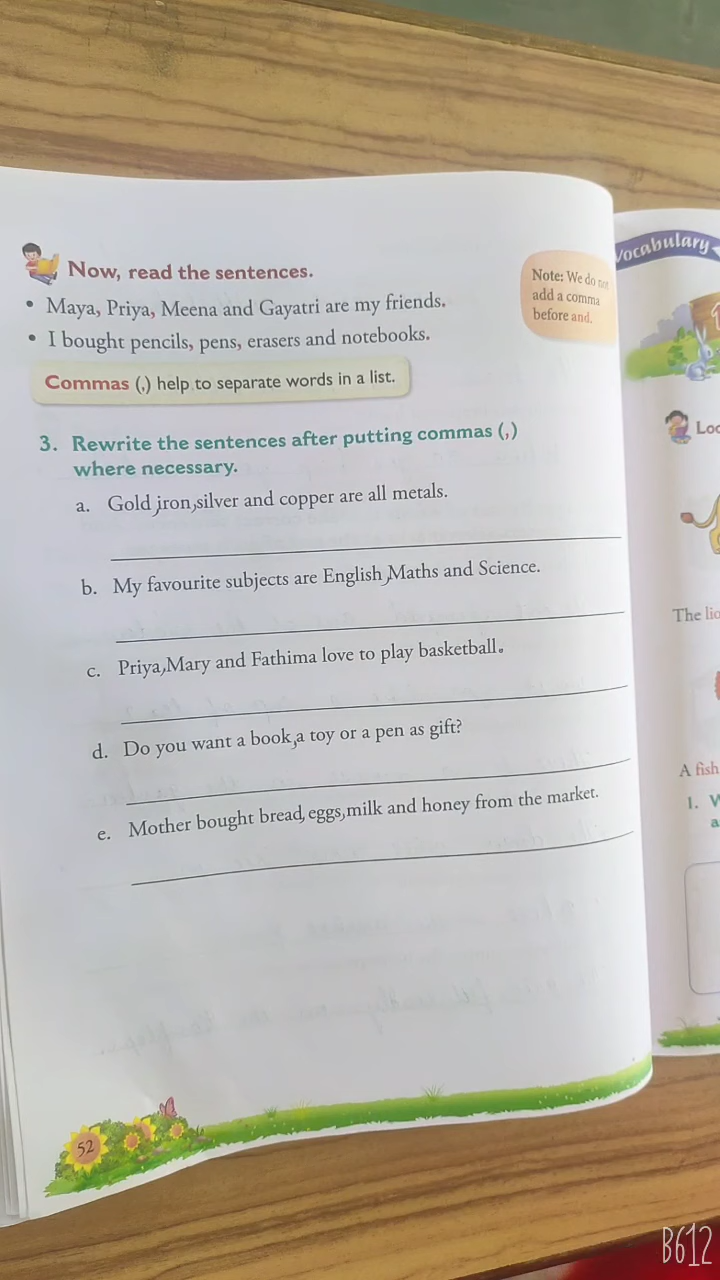 Now, read the sentences.
Note: We do not
add a comma
before and.
• Maya, Priya, Meena and Gayatri are my friends.
• I bought pencils, pens, erasers and notebooks.
Commas (,) help to separate words in a list.
3. Rewrite the sentences after putting commas (,)
where necessary.
a. Gold,iron,silver and copper are all metals.
b. My favourite subjects are English,Maths and Science.
c. Priya,Mary and Fathima love to play basketball.
d. Do you want a book,a toy or a pen as gift?
e. Mother bought bread,eggs,milk and honey from the market.
52
Vocabulary
The
A fish
1.
B612